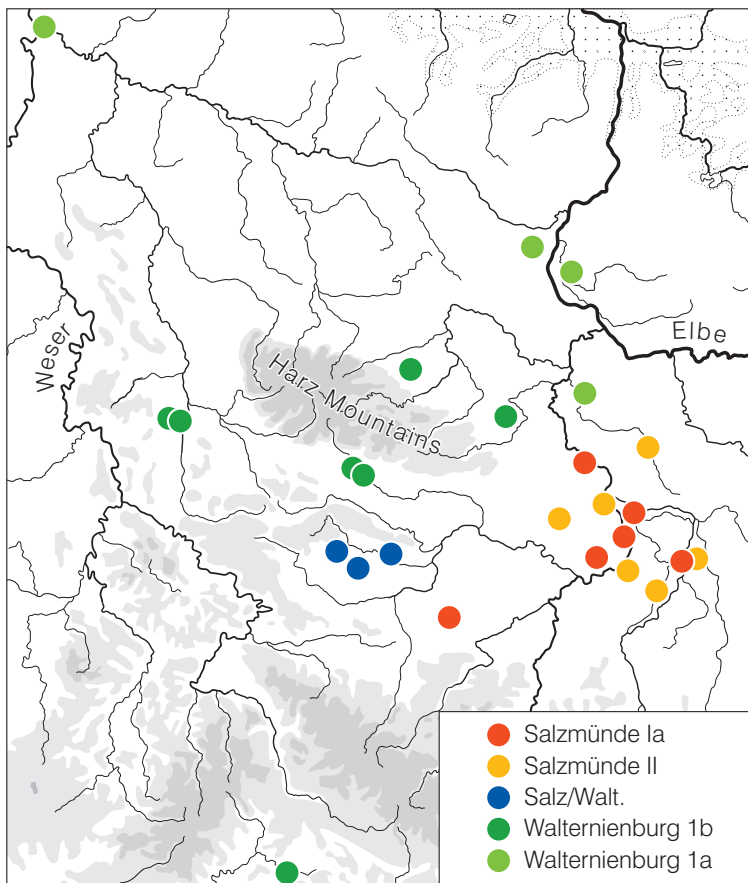 Weser
Harz Mountains
Elbe
Salzmünde Ia
Salzmünde II
Salz/Walt.
Walternienburg 1b
Walternienburg 1a